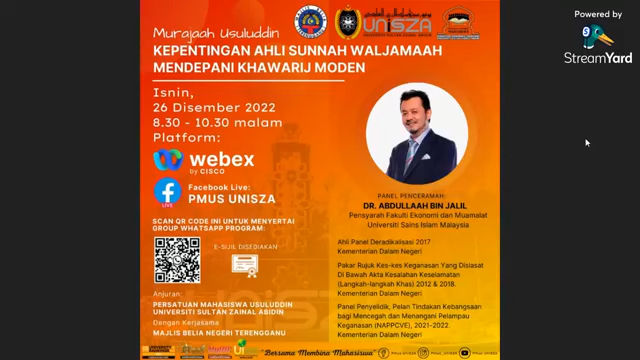 Powered by
StreamYard
UNISZA
Murajaah Usuluddin
KEPENTINGAN AHLI SUNNAH WALJAMAAH
MENDEPANI KHAWARIJ MODEN
Isnin,
26 Disember 2022
8.30 - 10.30 malam
Platform:
webex
by CISCO
Facebook Live:
PMUS UNISZA
LIVE
SCAN QR CODE INI UNTUK MENYERTAI
GROUP WHATSAPP PROGRAM:
E-SIJIL DISEDIAKAN
Anjuran:
PERSATUAN MAHASISWA USULUDDIN
UNIVERSITI SULTAN ZAINAL ABIDIN
Dengan Kerjasama
MAJLIS BELIA NEGERI TERENGGANU
PANEL PENCERAMAH:
DR. ABDULLAAH BIN JALIL
Pensyarah Fakulti Ekonomi dan Muamalat
Universiti Sains Islam Malaysia
Ahli Panel Deradikalisasi 2017
Kementerian Dalam Negeri
Pakar Rujuk Kes-kes Keganasan Yang Disiasat
Di Bawah Akta Kesalahan Keselamatan
(Langkah-langkah Khas) 2012 & 2018.
Kementerian Dalam Negeri
Panel Penyelidik, Pelan Tindakan Kebangsaan
bagi Mencegah dan Menangani Pelampau
Keganasan (NAPPCVE), 2021-2022.
Kementerian Dalam Negeri
"Bersama Membina Mahasiswa"